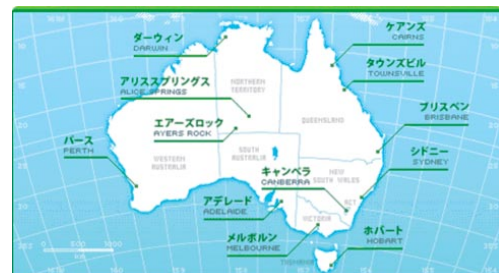 ダーウィン
DARWIN
ケアンズ
CAIRNS
タウンズビル
TOWNSVILLE
アリススプリングス
ALICE SPRINGS
NORTHERN
TERRITORY
エアーズロック
AYERS ROCK
QUEENSLAND
ブリスベン
BRISBANE
パース
PERTH
WESTERN
AUSTRALIA
SOUTH
AUSTRALIA
シドニー
SYDNEY
キャンベラ
CANBERRA
NEW
SOUTH WALES
アデレード
ADELAIDE
ACT
VICTORIA
メルボルン
MELBOURNE
ホバート
HOBART
TASMANIA